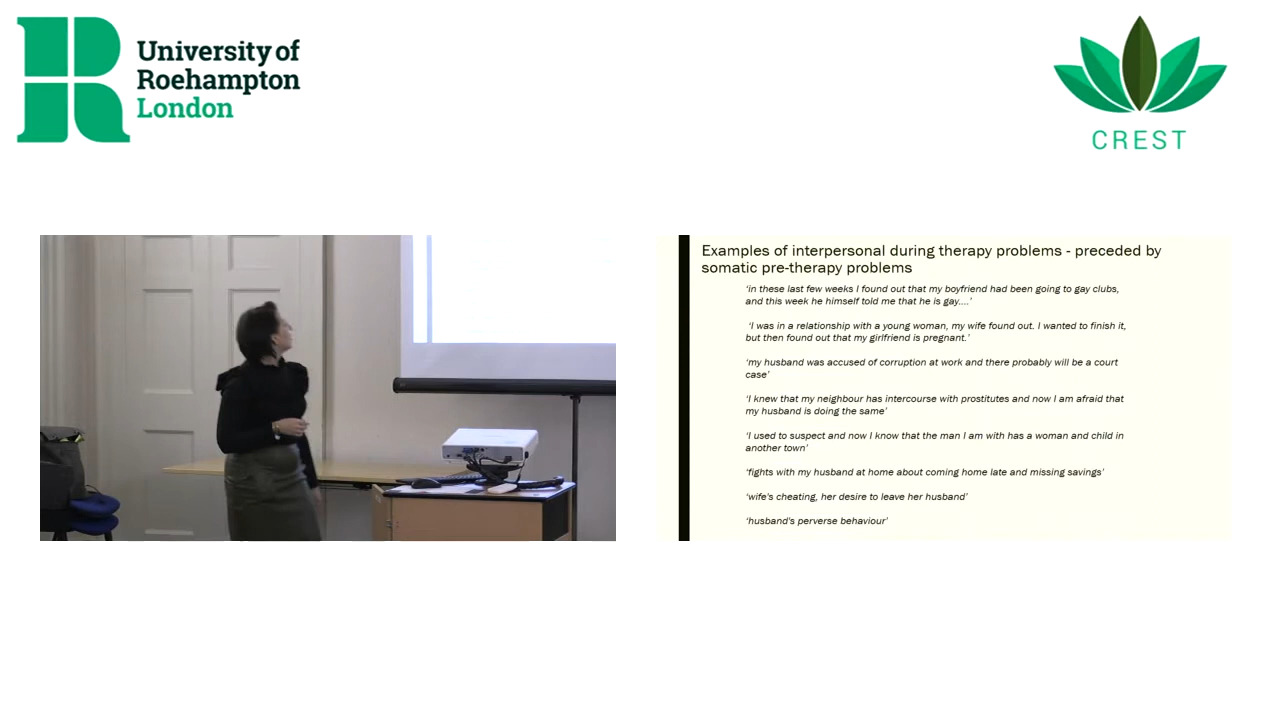 University of
Roehampton
London
CREST
Examples of interpersonal during therapy problems - preceded by
somatic pre-therapy problems
‘in these last few weeks I found out that my boyfriend had been going to gay clubs,
and this week he himself told me that he is gay....’
‘I was in a relationship with a young woman, my wife found out. I wanted to finish it,
but then found out that my girlfriend is pregnant.’
‘my husband was accused of corruption at work and there probably will be a court
case’
‘I knew that my neighbour has intercourse with prostitutes and now I am afraid that
my husband is doing the same’
‘I used to suspect and now I know that the man I am with has a woman and child in
another town’
‘fights with my husband at home about coming home late and missing savings’
‘wife's cheating, her desire to leave her husband’
‘husband's perverse behaviour’